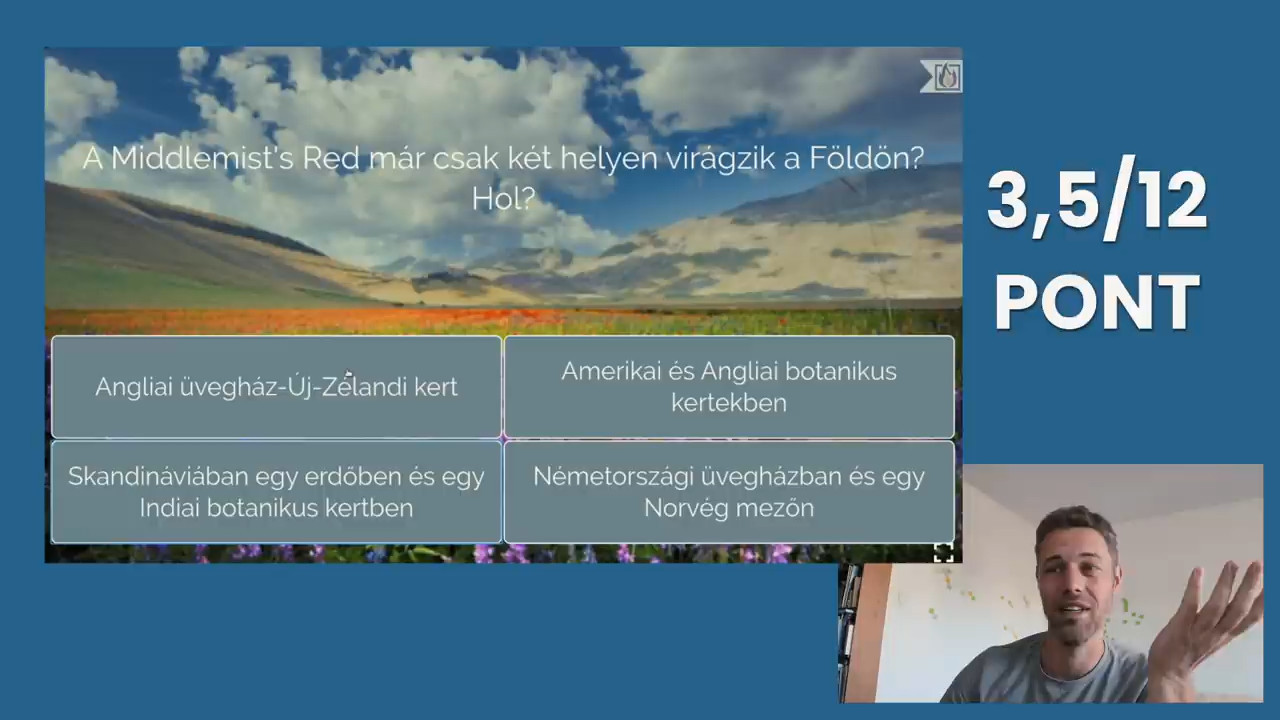 A Middlemist's Red már csak két helyen virágzik a Földön?
Hol?
3,5/12
PONT
Angliai üvegház-Új-Zélandi kert
Amerikai és Angliai botanikus
kertekben
Skandináviában egy erdőben és egy
Indiai botanikus kertben
Németországi üvegházban és egy
Norvég mezőn